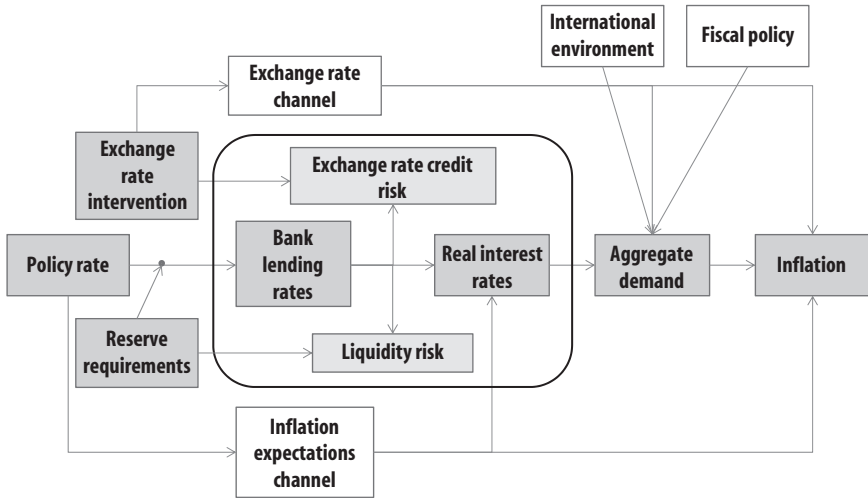 International
environment
Fiscal policy
Exchange rate
channel
Exchange
rate
intervention
Exchange rate credit
risk
Policy rate
Bank
lending
rates
Real interest
rates
Aggregate
demand
Inflation
Reserve
requirements
Liquidity risk
Inflation
expectations
channel